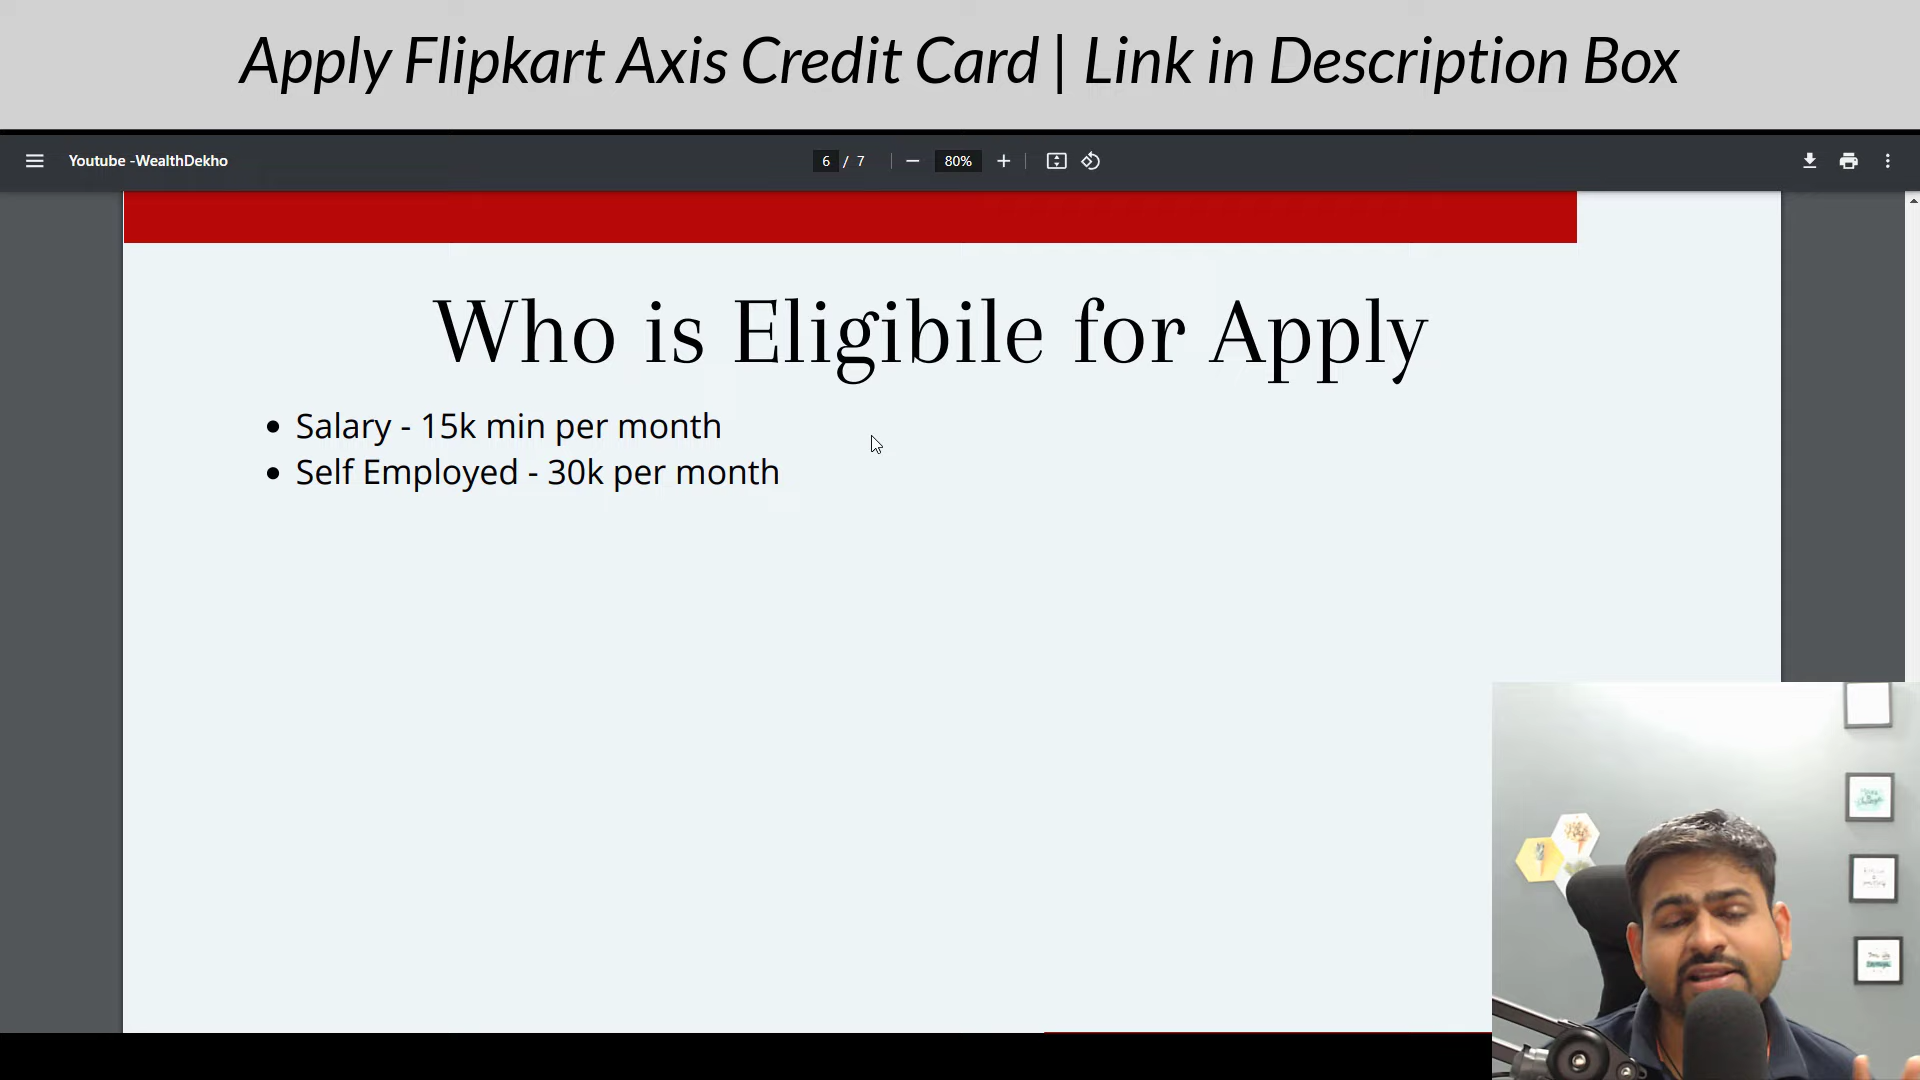 Apply Flipkart Axis Credit Card | Link in Description Box
Youtube -WealthDekho
6 / 7
80%
Who is Eligibile for Apply
• Salary - 15k min per month
• Self Employed - 30k per month